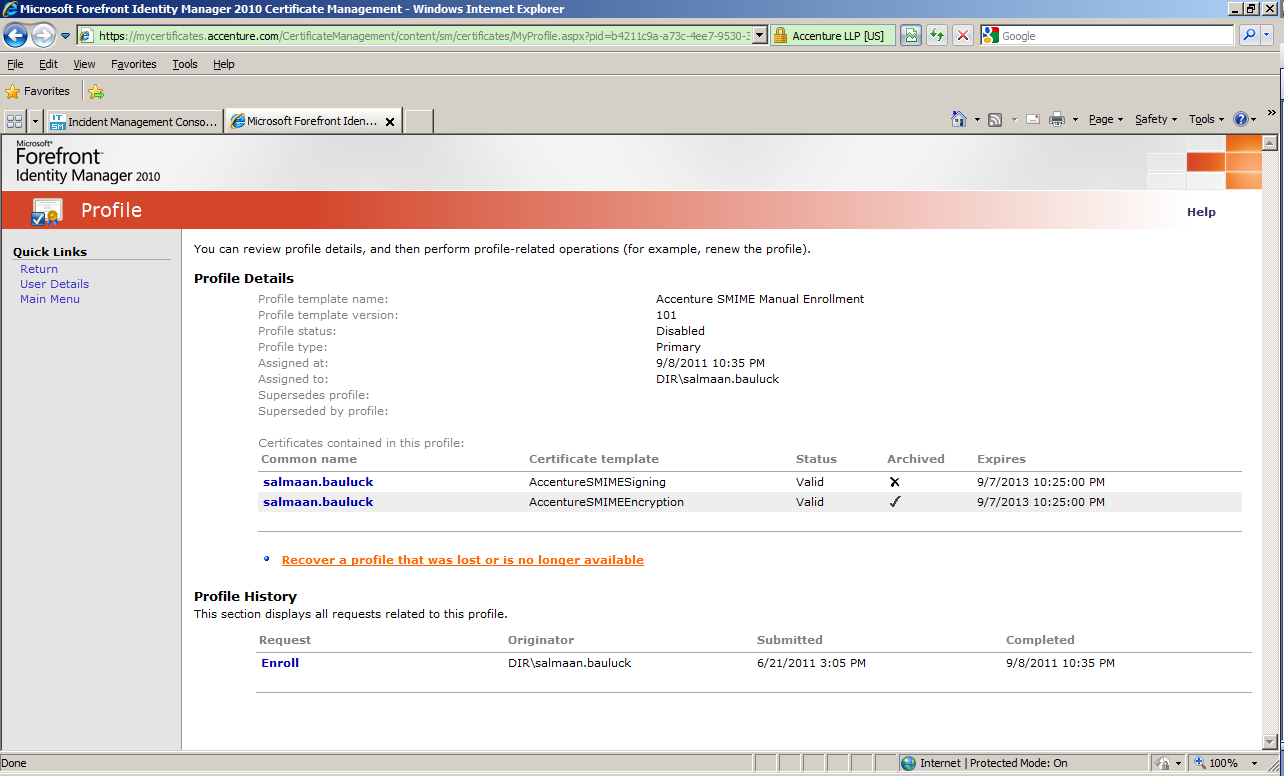 Microsoft Forefront Identity Manager 2010 Certificate Management - Windows Internet Explorer
https://mycertificates.accenture.com/CertificateManagement/content/sm/certificates/MyProfile.aspx?pid=b4211c9a-a73c-4ee7-9530-3
Accenture LLP [US]
Google
File Edit View Favorites Tools Help
Favorites
Incident Management Conso...
Microsoft Forefront Iden...
Page Safety Tools
Microsoft®
Forefront™
Identity Manager 2010
Profile
Help
Quick Links
Return
User Details
Main Menu
You can review profile details, and then perform profile-related operations (for example, renew the profile).
Profile Details
Profile template name: Accenture SMIME Manual Enrollment
Profile template version: 101
Profile status: Disabled
Profile type: Primary
Assigned at: 9/8/2011 10:35 PM
Assigned to: DIR\salmaan.bauluck
Supersedes profile:
Superseded by profile:
Certificates contained in this profile:
Common name Certificate template Status Archived Expires
salmaan.bauluck AccentureSMIMESigning Valid 9/7/2013 10:25:00 PM
salmaan.bauluck AccentureSMIMEEncryption Valid 9/7/2013 10:25:00 PM
Recover a profile that was lost or is no longer available
Profile History
This section displays all requests related to this profile.
Request Originator Submitted Completed
Enroll DIR\salmaan.bauluck 6/21/2011 3:05 PM 9/8/2011 10:35 PM
Done
Internet | Protected Mode: On
100%